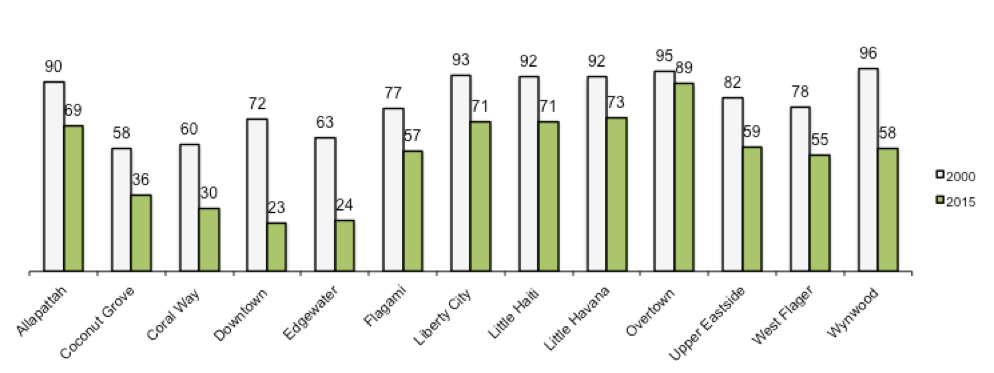 90
69
58
36
60
30
72
23
63
24
77
57
93
71
92
71
92
73
95
89
82
59
78
55
96
58
2000
2015
Allapattah
Coconut Grove
Coral Way
Downtown
Edgewater
Flagami
Liberty City
Little Haiti
Little Havana
Overtown
Upper Eastside
West Flager
Wynwood